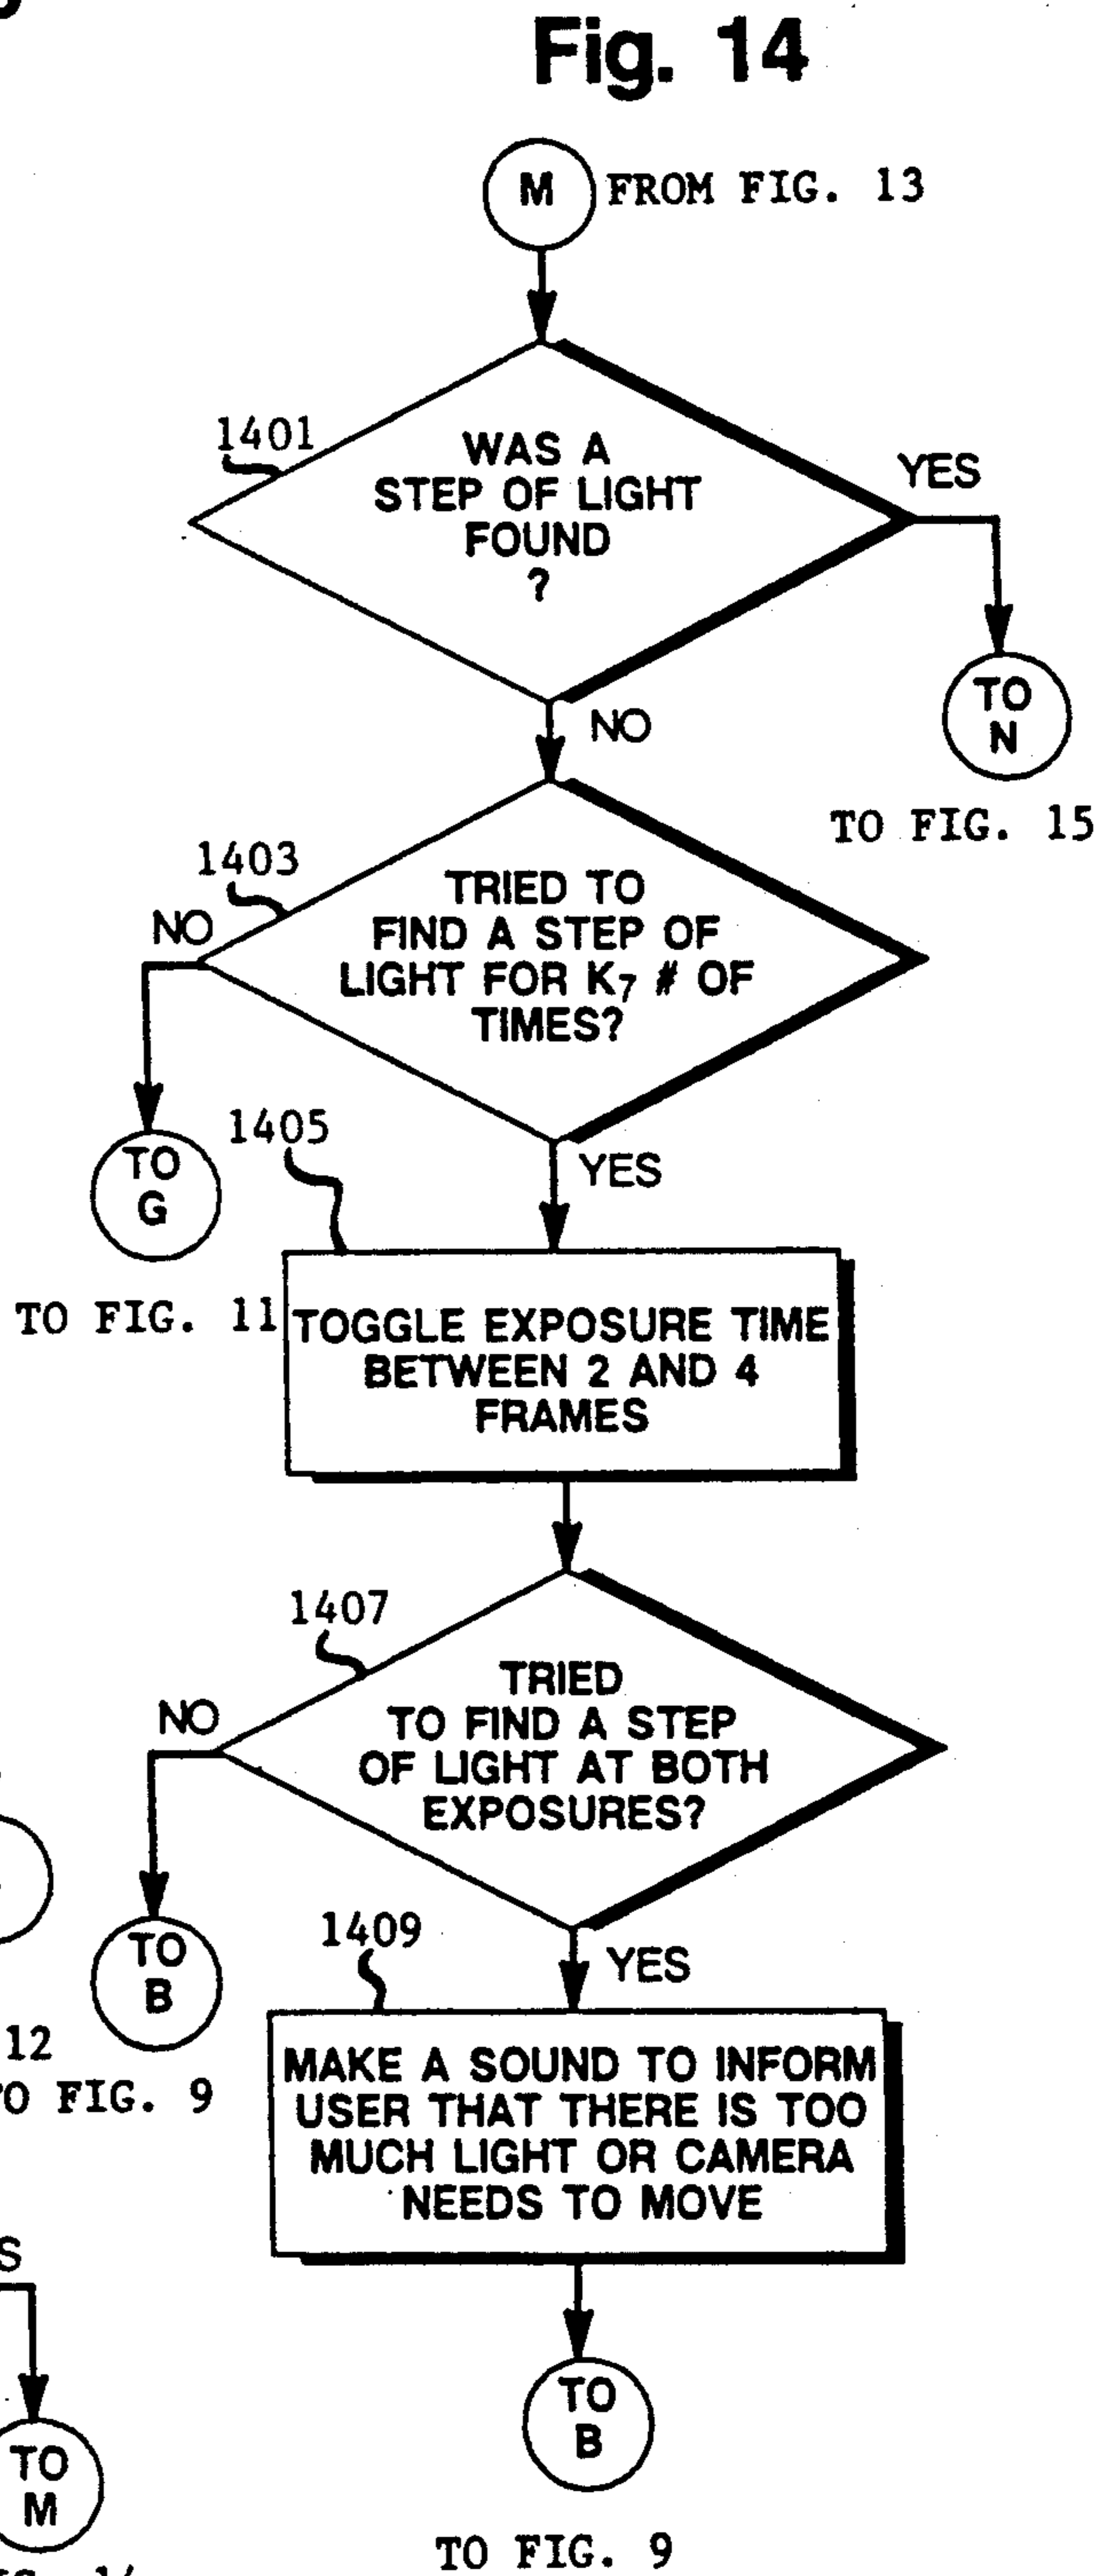 Fig. 14
M
FROM FIG. 13
1401
WAS A
STEP OF LIGHT
FOUND
?
YES
TO
N
TO FIG. 15
NO
1403
TRIED TO
FIND A STEP OF
LIGHT FOR K7 # OF
TIMES?
NO
TO
G
TO FIG. 11
YES
1405
TOGGLE EXPOSURE TIME
BETWEEN 2 AND 4
FRAMES
1407
TRIED
TO FIND A STEP
OF LIGHT AT BOTH
EXPOSURES?
NO
TO
B
12
TO FIG. 9
YES
1409
MAKE A SOUND TO INFORM
USER THAT THERE IS TOO
MUCH LIGHT OR CAMERA
NEEDS TO MOVE
TO
B
TO FIG. 9
S
TO
M